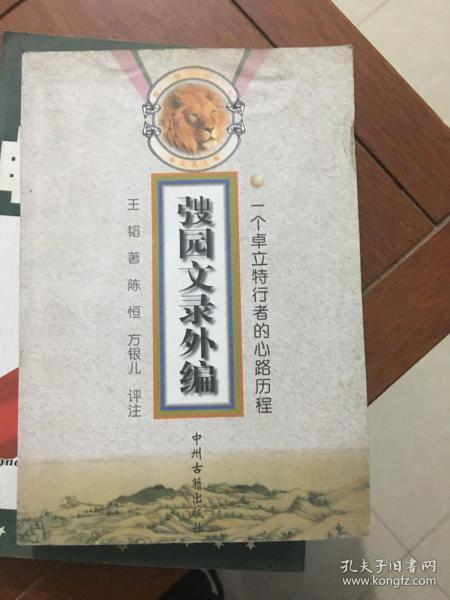 一个卓立特行者的心路历程
弢园文录外编
王韬著 陈恒 方银儿 评注
中州古籍出版社
孔夫子旧书网
www.kongfz.com